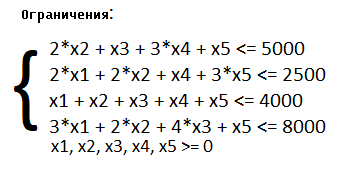 Ограничения:
2*x2 + x3 + 3*x4 + x5 <= 5000
2*x1 + 2*x2 + x4 + 3*x5 <= 2500
x1 + x2 + x3 + x4 + x5 <= 4000
3*x1 + 2*x2 + 4*x3 + x5 <= 8000
x1, x2, x3, x4, x5 >= 0